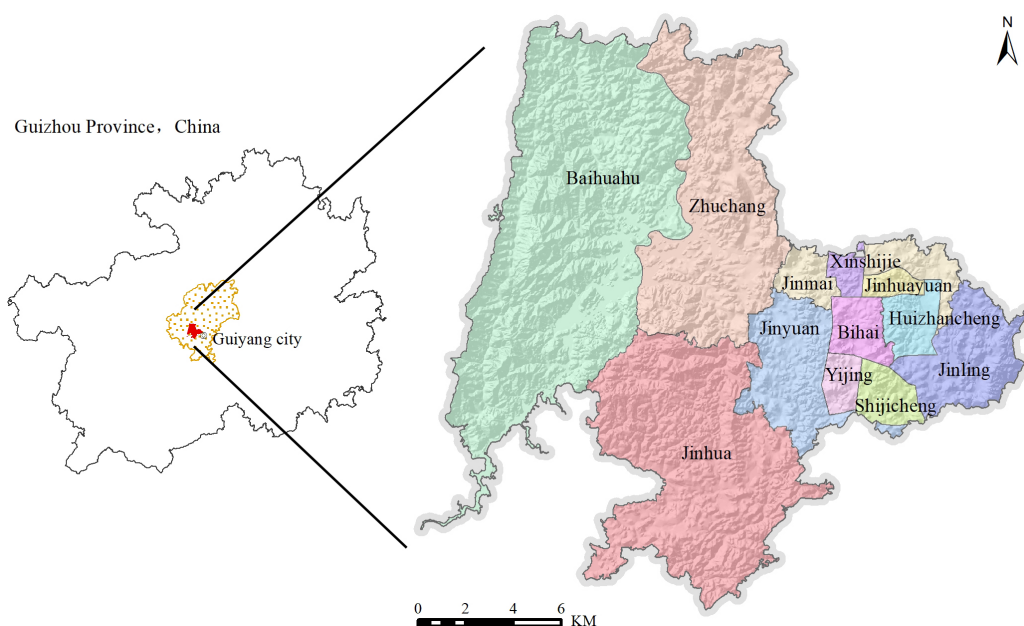 N
Guizhou Province，China
Baihuahu
Zhuchang
Xinshijie
Jinmai
Jinhuayuan
Huizhancheng
Jinyuan
Bihai
Guiyang city
Yijing
Jinling
Shijicheng
Jinhua
0 2 4 6
KM